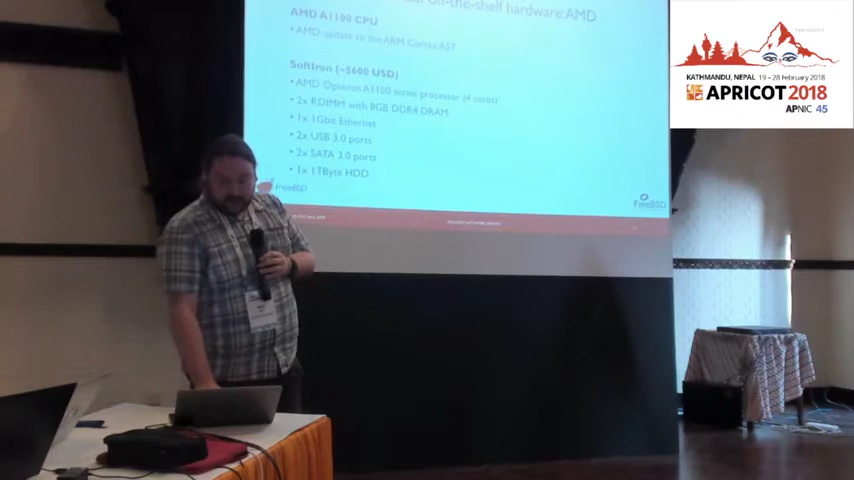 off-the-shelf hardware: AMD
AMD A1100 CPU
• AMD update to the ARM Cortex A57
SoftIron (~$600 USD)
• AMD Opteron A1100 series processor (4 cores)
• 2x RDIMM with 8GB DDR4 DRAM
• 1x 1Gbit Ethernet
• 2x USB 3.0 ports
• 2x SATA 3.0 ports
• 1x 1TByte HDD
FreeBSD
FreeBSD
KATHMANDU, NEPAL 19 – 28 February 2018
APRICOT 2018
APNIC 45